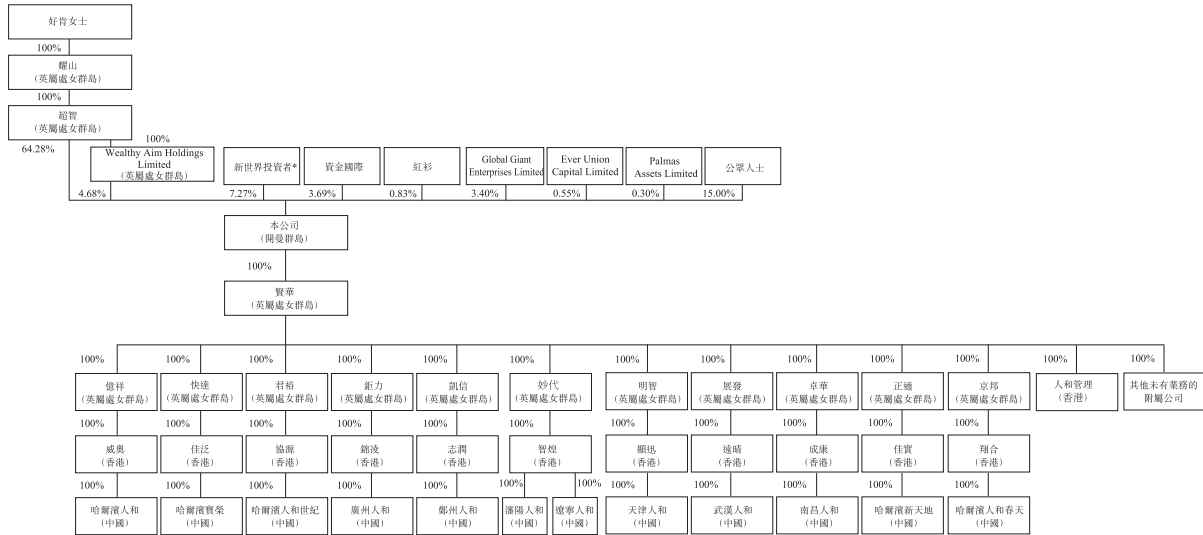 好肯女士
100%
耀山
(英屬處女群島)
100%
超智
(英屬處女群島)
64.28%
100%
Wealthy Aim Holdings
Limited
(英屬處女群島)
新世界投資者*
資金國際
紅衫
Global Giant
Enterprises Limited
Ever Union
Capital Limited
Palmas
Assets Limited
公眾人士
4.68%
7.27%
3.69%
0.83%
3.40%
0.55%
0.30%
15.00%
本公司
(開曼群島)
100%
賢華
(英屬處女群島)
100% 100% 100% 100% 100% 100% 100% 100% 100% 100% 100% 100% 100%
億祥
(英屬處女群島)
快達
(英屬處女群島)
君裕
(英屬處女群島)
鉅力
(英屬處女群島)
凱信
(英屬處女群島)
妙代
(英屬處女群島)
明智
(英屬處女群島)
展發
(英屬處女群島)
卓華
(英屬處女群島)
正通
(英屬處女群島)
京邦
(英屬處女群島)
人和管理
(香港)
其他未有業務的
附屬公司
100% 100% 100% 100% 100% 100% 100% 100% 100% 100% 100%
威奧
(香港)
佳泛
(香港)
協源
(香港)
錦凌
(香港)
志潤
(香港)
智煌
(香港)
顯迅
(香港)
遠晴
(香港)
成康
(香港)
佳實
(香港)
翔合
(香港)
100% 100% 100% 100% 100% 100% 100% 100% 100% 100% 100% 100%
哈爾濱人和
(中國)
哈爾濱寶榮
(中國)
哈爾濱人和世紀
(中國)
廣州人和
(中國)
鄭州人和
(中國)
瀋陽人和
(中國)
遼寧人和
(中國)
天津人和
(中國)
武漢人和
(中國)
南昌人和
(中國)
哈爾濱新天地
(中國)
哈爾濱人和春天
(中國)